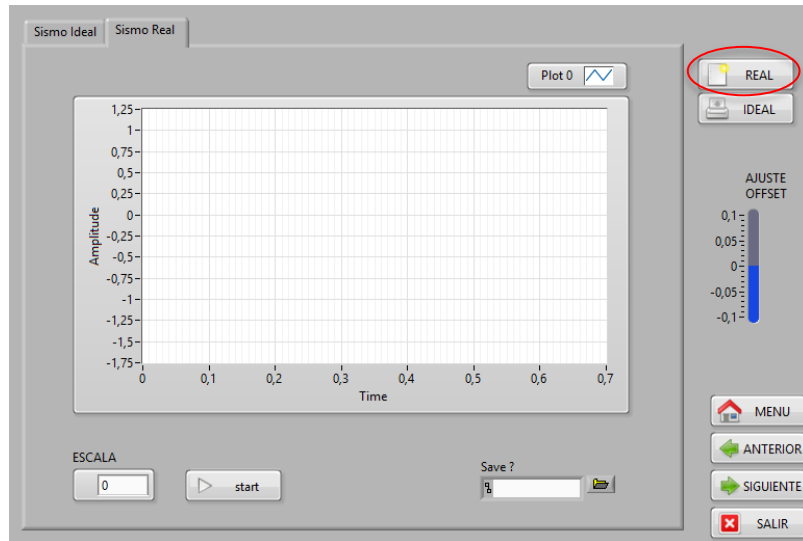 Sismo Ideal
Sismo Real
Plot 0
REAL
IDEAL
1,25
1
0,75
0,5
0,25
0
-0,25
-0,5
-0,75
-1
-1,25
-1,5
-1,75
Amplitude
0
0,1
0,2
0,3
0,4
0,5
0,6
0,7
Time
AJUSTE
OFFSET
0,1
0,05
0
-0,05
-0,1
MENU
ANTERIOR
SIGUIENTE
SALIR
ESCALA
0
start
Save ?